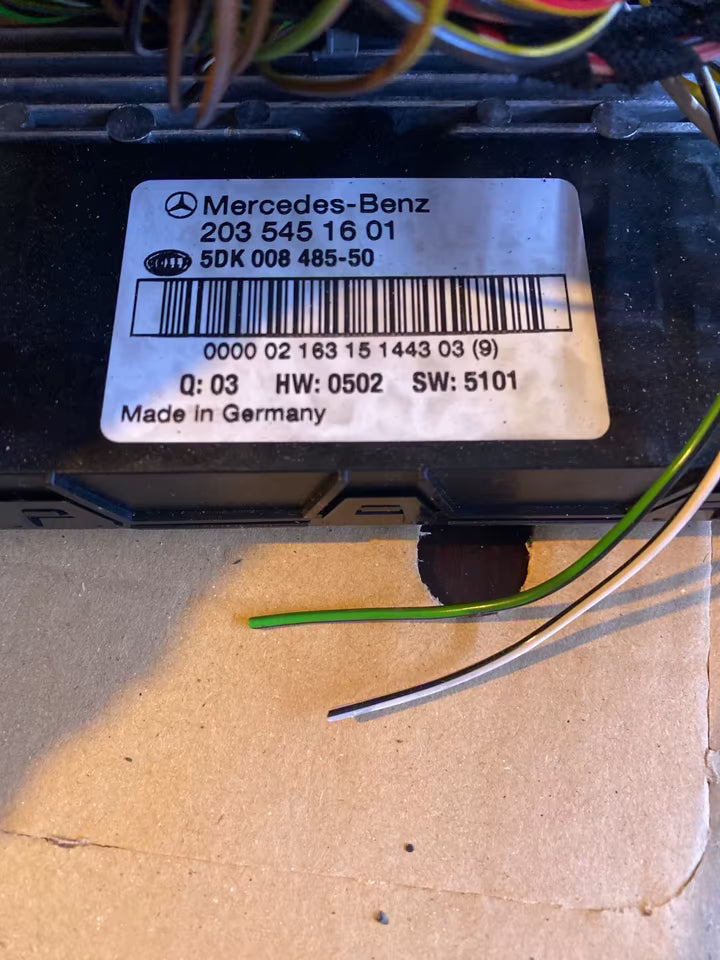 Mercedes-Benz
203 545 16 01
HELLA 5DK 008 485-50
0000 02 163 15 1443 03 (9)
Q: 03 HW: 0502 SW: 5101
Made in Germany